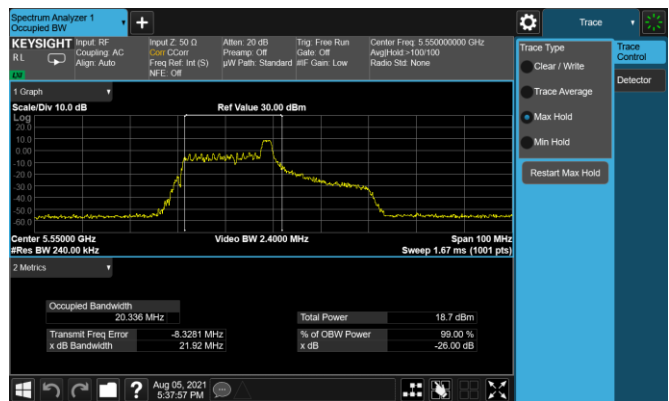 Spectrum Analyzer 1
Occupied BW
+
Trace
KEYSIGHT
R L
LXI
Input: RF
Coupling: AC
Align: Auto
Input Z: 50 Ω
Corr CCorr
Freq Ref: Int (S)
NFE: Off
Atten: 20 dB
Preamp: Off
µW Path: Standard
Trig: Free Run
Gate: Off
#IF Gain: Low
Center Freq: 5.550000000 GHz
Avg|Hold:>100/100
Radio Std: None
Trace Type
Clear / Write
Trace Average
Max Hold
Min Hold
Restart Max Hold
Trace
Control
Detector
1 Graph
Scale/Div 10.0 dB
Ref Value 30.00 dBm
Log
20.0
10.0
0.00
-10.0
-20.0
-30.0
-40.0
-50.0
-60.0
Center 5.55000 GHz
Video BW 2.4000 MHz
Span 100 MHz
#Res BW 240.00 kHz
Sweep 1.67 ms (1001 pts)
2 Metrics
Occupied Bandwidth
20.336 MHz
Total Power 18.7 dBm
Transmit Freq Error -8.3281 MHz
% of OBW Power 99.00 %
x dB Bandwidth 21.92 MHz
x dB -26.00 dB
?
Aug 05, 2021
5:37:57 PM